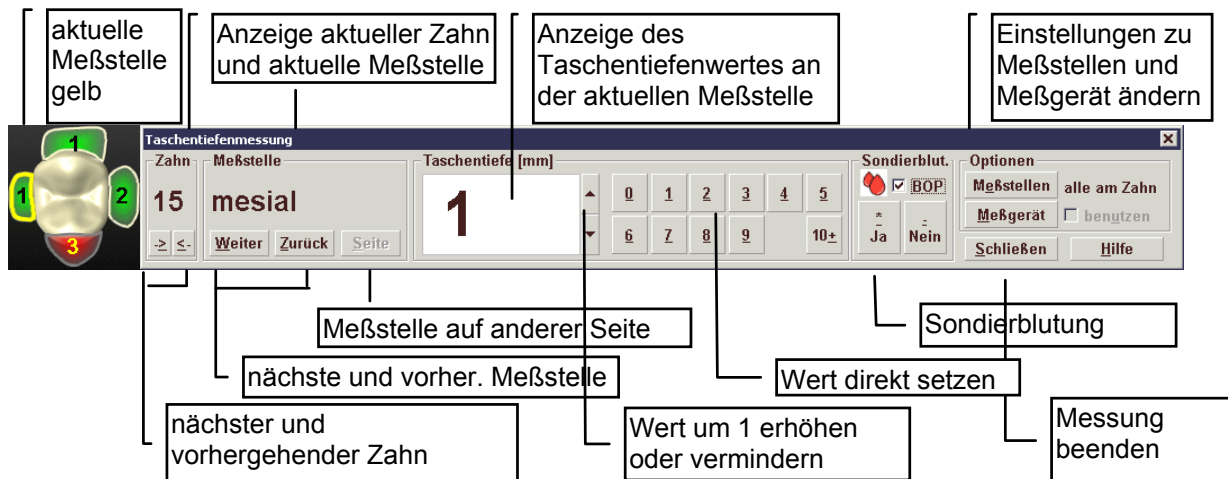 aktuelle
Meßstelle
gelb
Anzeige aktueller Zahn
und aktuelle Meßstelle
Anzeige des
Taschentiefenwertes an
der aktuellen Meßstelle
Einstellungen zu
Meßstellen und
Meßgerät ändern
1
1
2
3
Taschentiefenmessung
Zahn
15
-> <-
Meßstelle
mesial
Weiter Zurück Seite
Taschentiefe [mm]
1
0 1 2 3 4 5
6 7 8 9 10+
Sondierblut.
BOP
+ -
Ja Nein
Optionen
Meßstellen alle am Zahn
Meßgerät benutzen
Schließen Hilfe
Meßstelle auf anderer Seite
Sondierblutung
nächste und vorher. Meßstelle
Wert direkt setzen
nächster und
vorhergehender Zahn
Wert um 1 erhöhen
oder vermindern
Messung
beenden